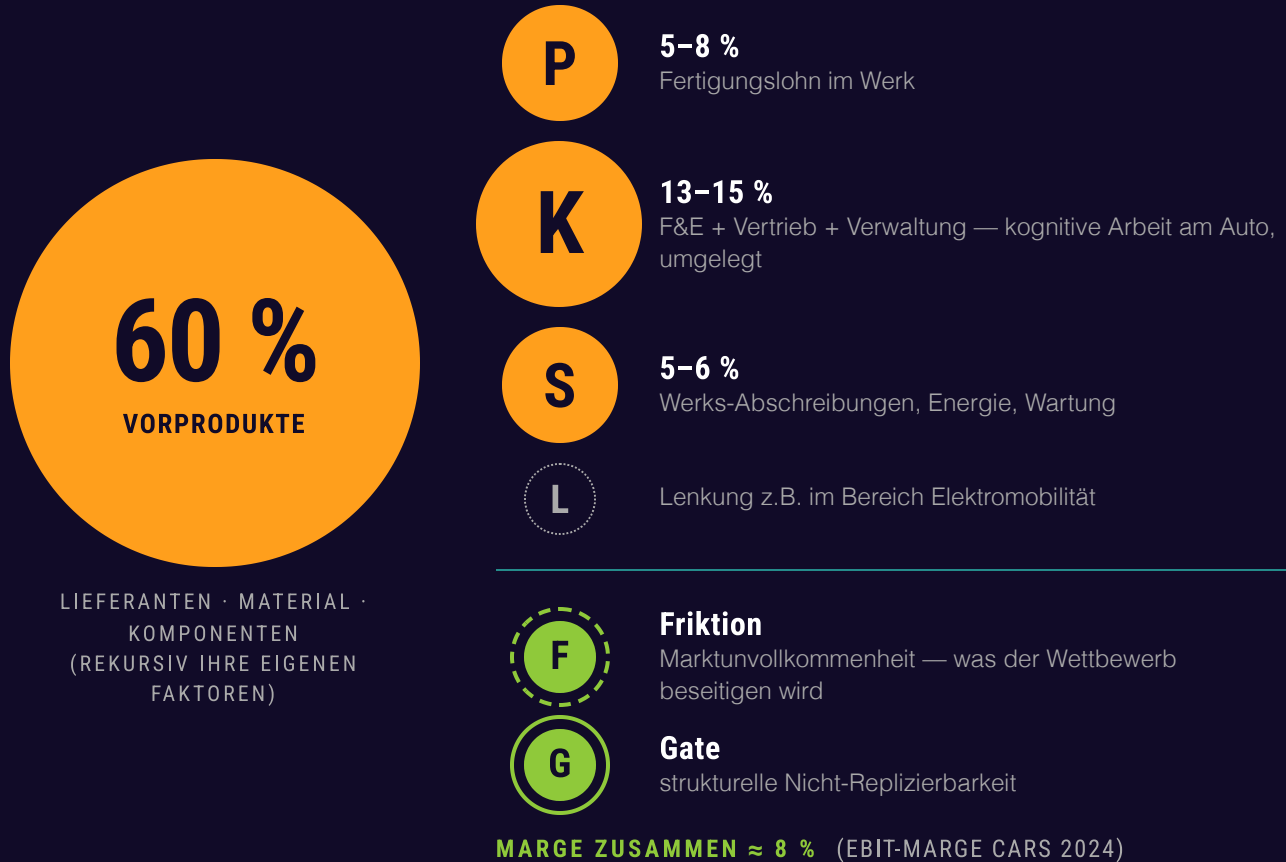 60 %
VORPRODUKTE
LIEFERANTEN · MATERIAL ·
KOMPONENTEN
(REKURSIV IHRE EIGENEN
FAKTOREN)
P
5–8 %
Fertigungslohn im Werk
K
13–15 %
F&E + Vertrieb + Verwaltung — kognitive Arbeit am Auto,
umgelegt
S
5–6 %
Werks-Abschreibungen, Energie, Wartung
L
Lenkung z.B. im Bereich Elektromobilität
F
Friktion
Marktunvollkommenheit — was der Wettbewerb
beseitigen wird
G
Gate
strukturelle Nicht-Replizierbarkeit
MARGE ZUSAMMEN ≈ 8 % (EBIT-MARGE CARS 2024)